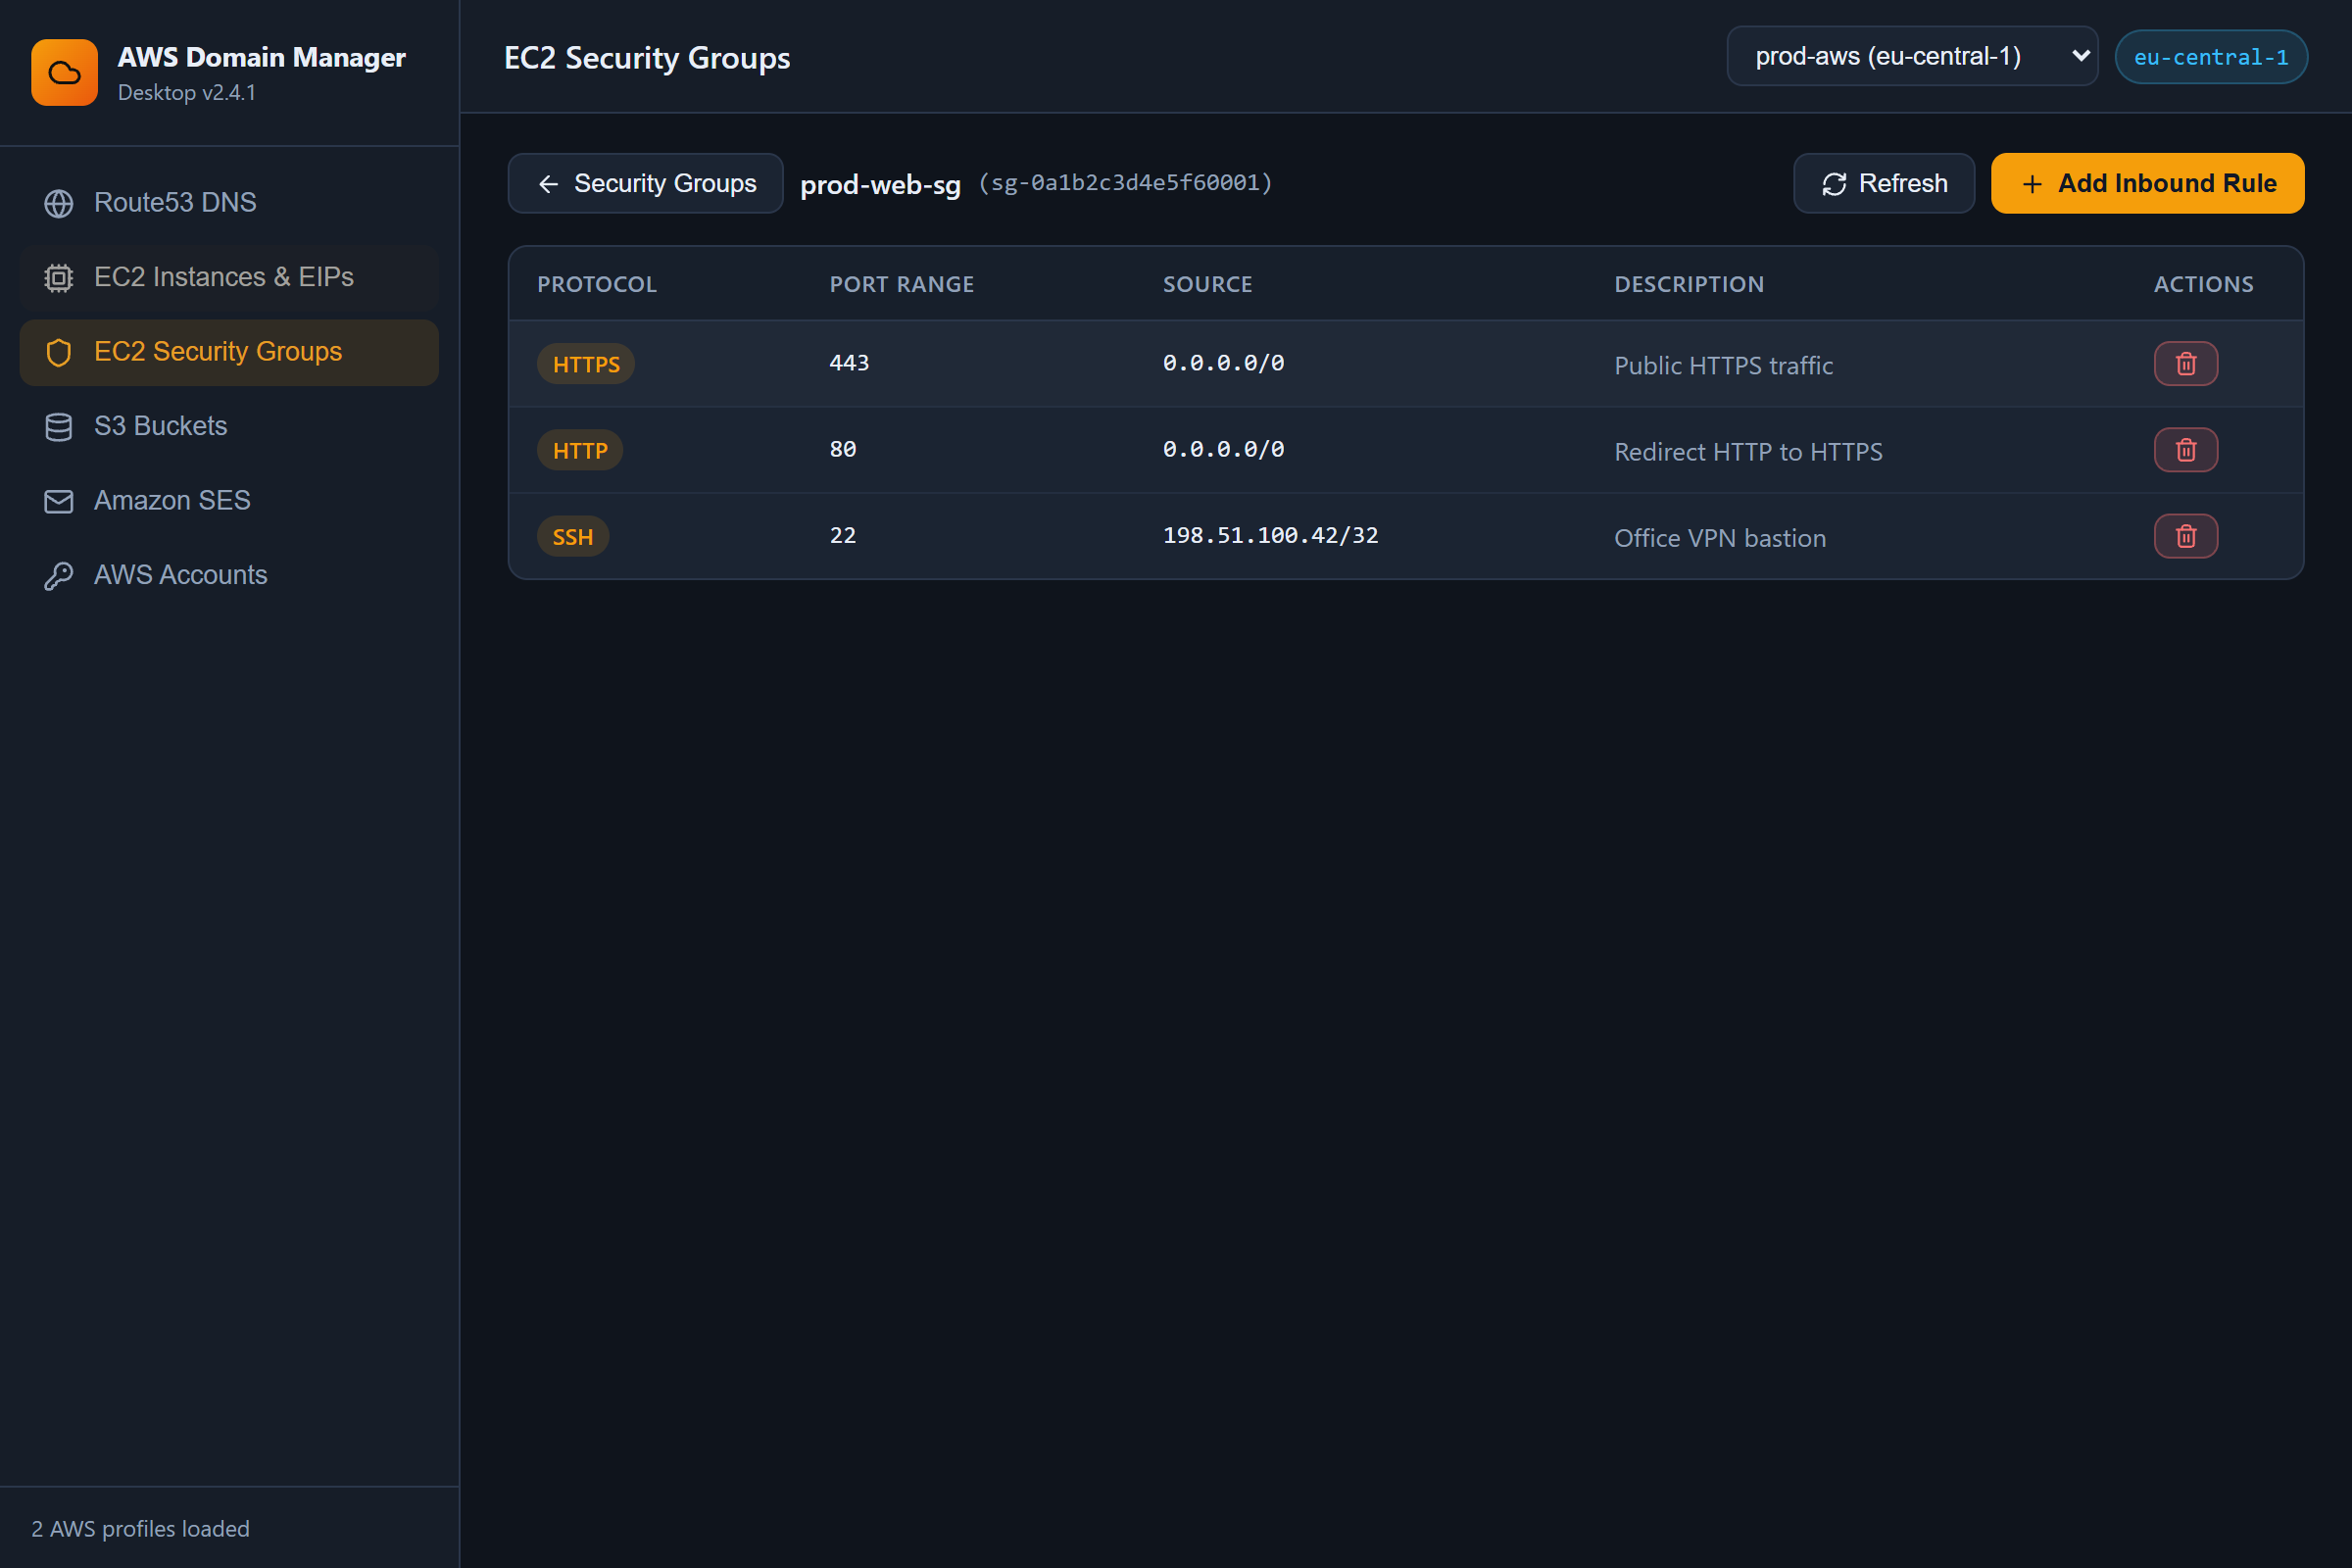 AWS Domain Manager
Desktop v2.4.1
Route53 DNS
EC2 Instances & EIPs
EC2 Security Groups
S3 Buckets
Amazon SES
AWS Accounts
2 AWS profiles loaded
EC2 Security Groups
prod-aws (eu-central-1)
eu-central-1
Security Groups
prod-web-sg (sg-0a1b2c3d4e5f60001)
Refresh
Add Inbound Rule
PROTOCOL PORT RANGE SOURCE DESCRIPTION ACTIONS
HTTPS 443 0.0.0.0/0 Public HTTPS traffic
HTTP 80 0.0.0.0/0 Redirect HTTP to HTTPS
SSH 22 198.51.100.42/32 Office VPN bastion